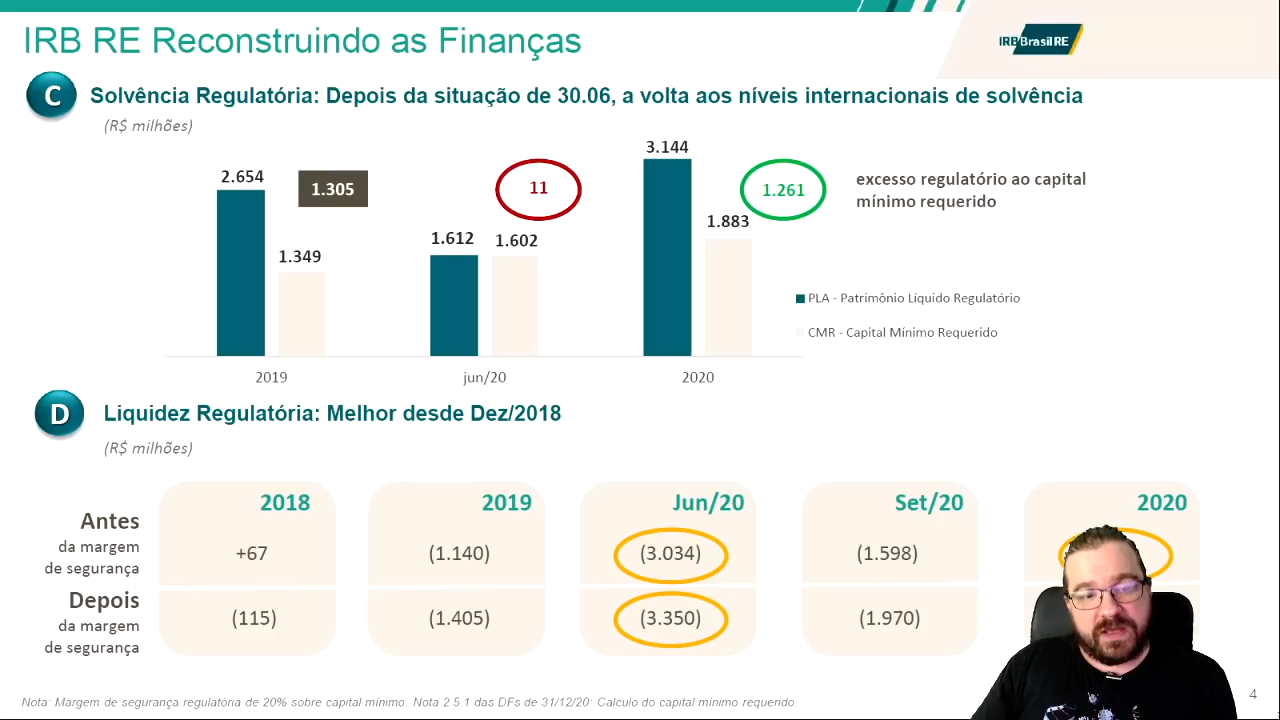 IRB RE Reconstruindo as Finanças
IRBBrasilRE
C
Solvência Regulatória: Depois da situação de 30.06, a volta aos níveis internacionais de solvência
(R$ milhões)
2.654
1.305
1.349
1.612
11
1.602
3.144
1.261
1.883
excesso regulatório ao capital
mínimo requerido
PLA - Patrimônio Líquido Regulatório
CMR - Capital Mínimo Requerido
2019
jun/20
2020
D
Liquidez Regulatória: Melhor desde Dez/2018
(R$ milhões)
2018
2019
Jun/20
Set/20
2020
Antes
da margem
de segurança
+67
(1.140)
(3.034)
(1.598)
Depois
da margem
de segurança
(115)
(1.405)
(3.350)
(1.970)
Nota: Margem de segurança regulatória de 20% sobre capital mínimo. Nota 2.5.1 das DFs de 31/12/20: Calculo do capital mínimo requerido.
4